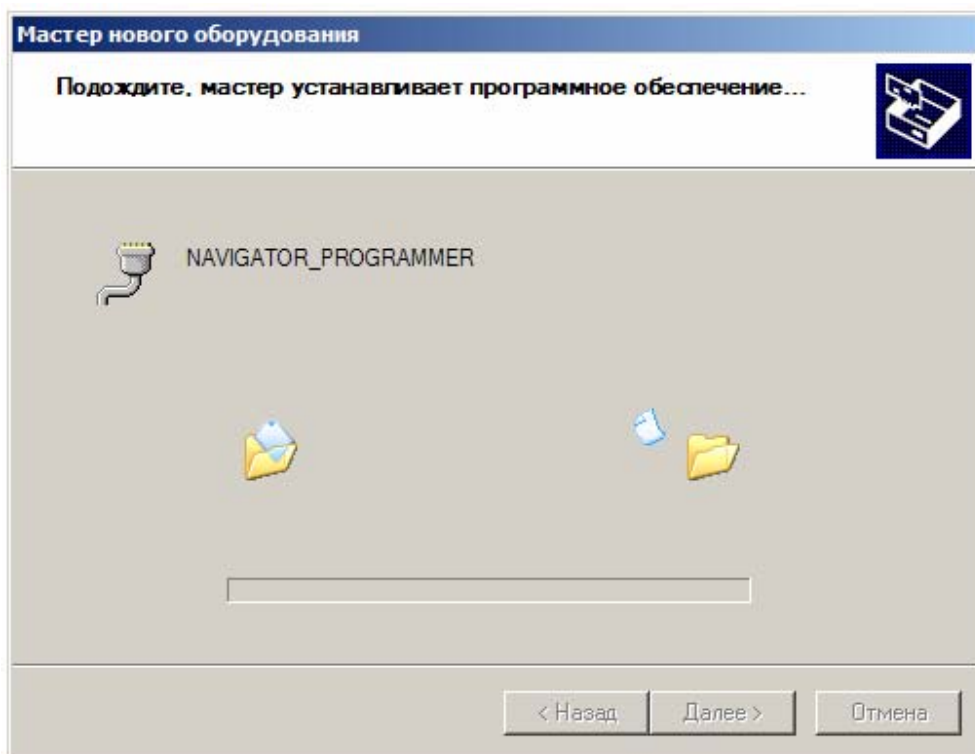 Мастер нового оборудования
Подождите, мастер устанавливает программное обеспечение...
NAVIGATOR_PROGRAMMER
< Назад
Далее >
Отмена